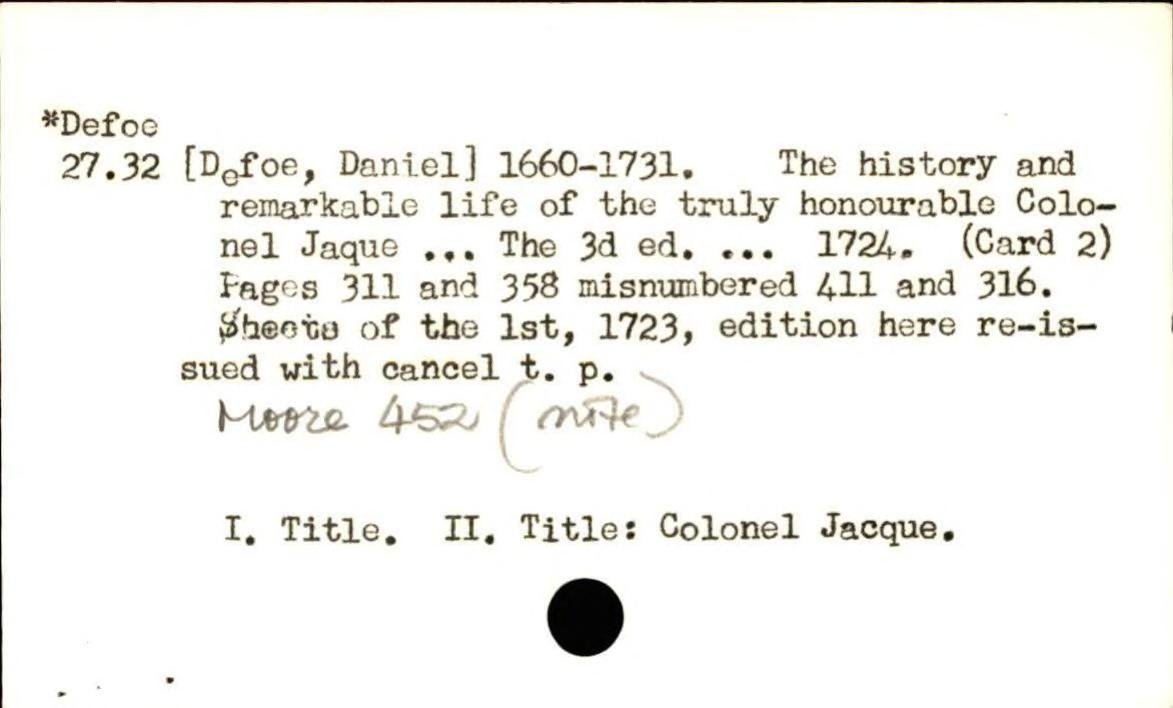 *Defoe
27.32 [Defoe, Daniel] 1660-1731. The history and
remarkable life of the truly honourable Colo-
nel Jaque ... The 3d ed. ... 1724. (Card 2)
Pages 311 and 358 misnumbered 411 and 316.
Sheets of the 1st, 1723, edition here re-is-
sued with cancel t. p.
Moore 452 (note)
I. Title. II. Title: Colonel Jacque.